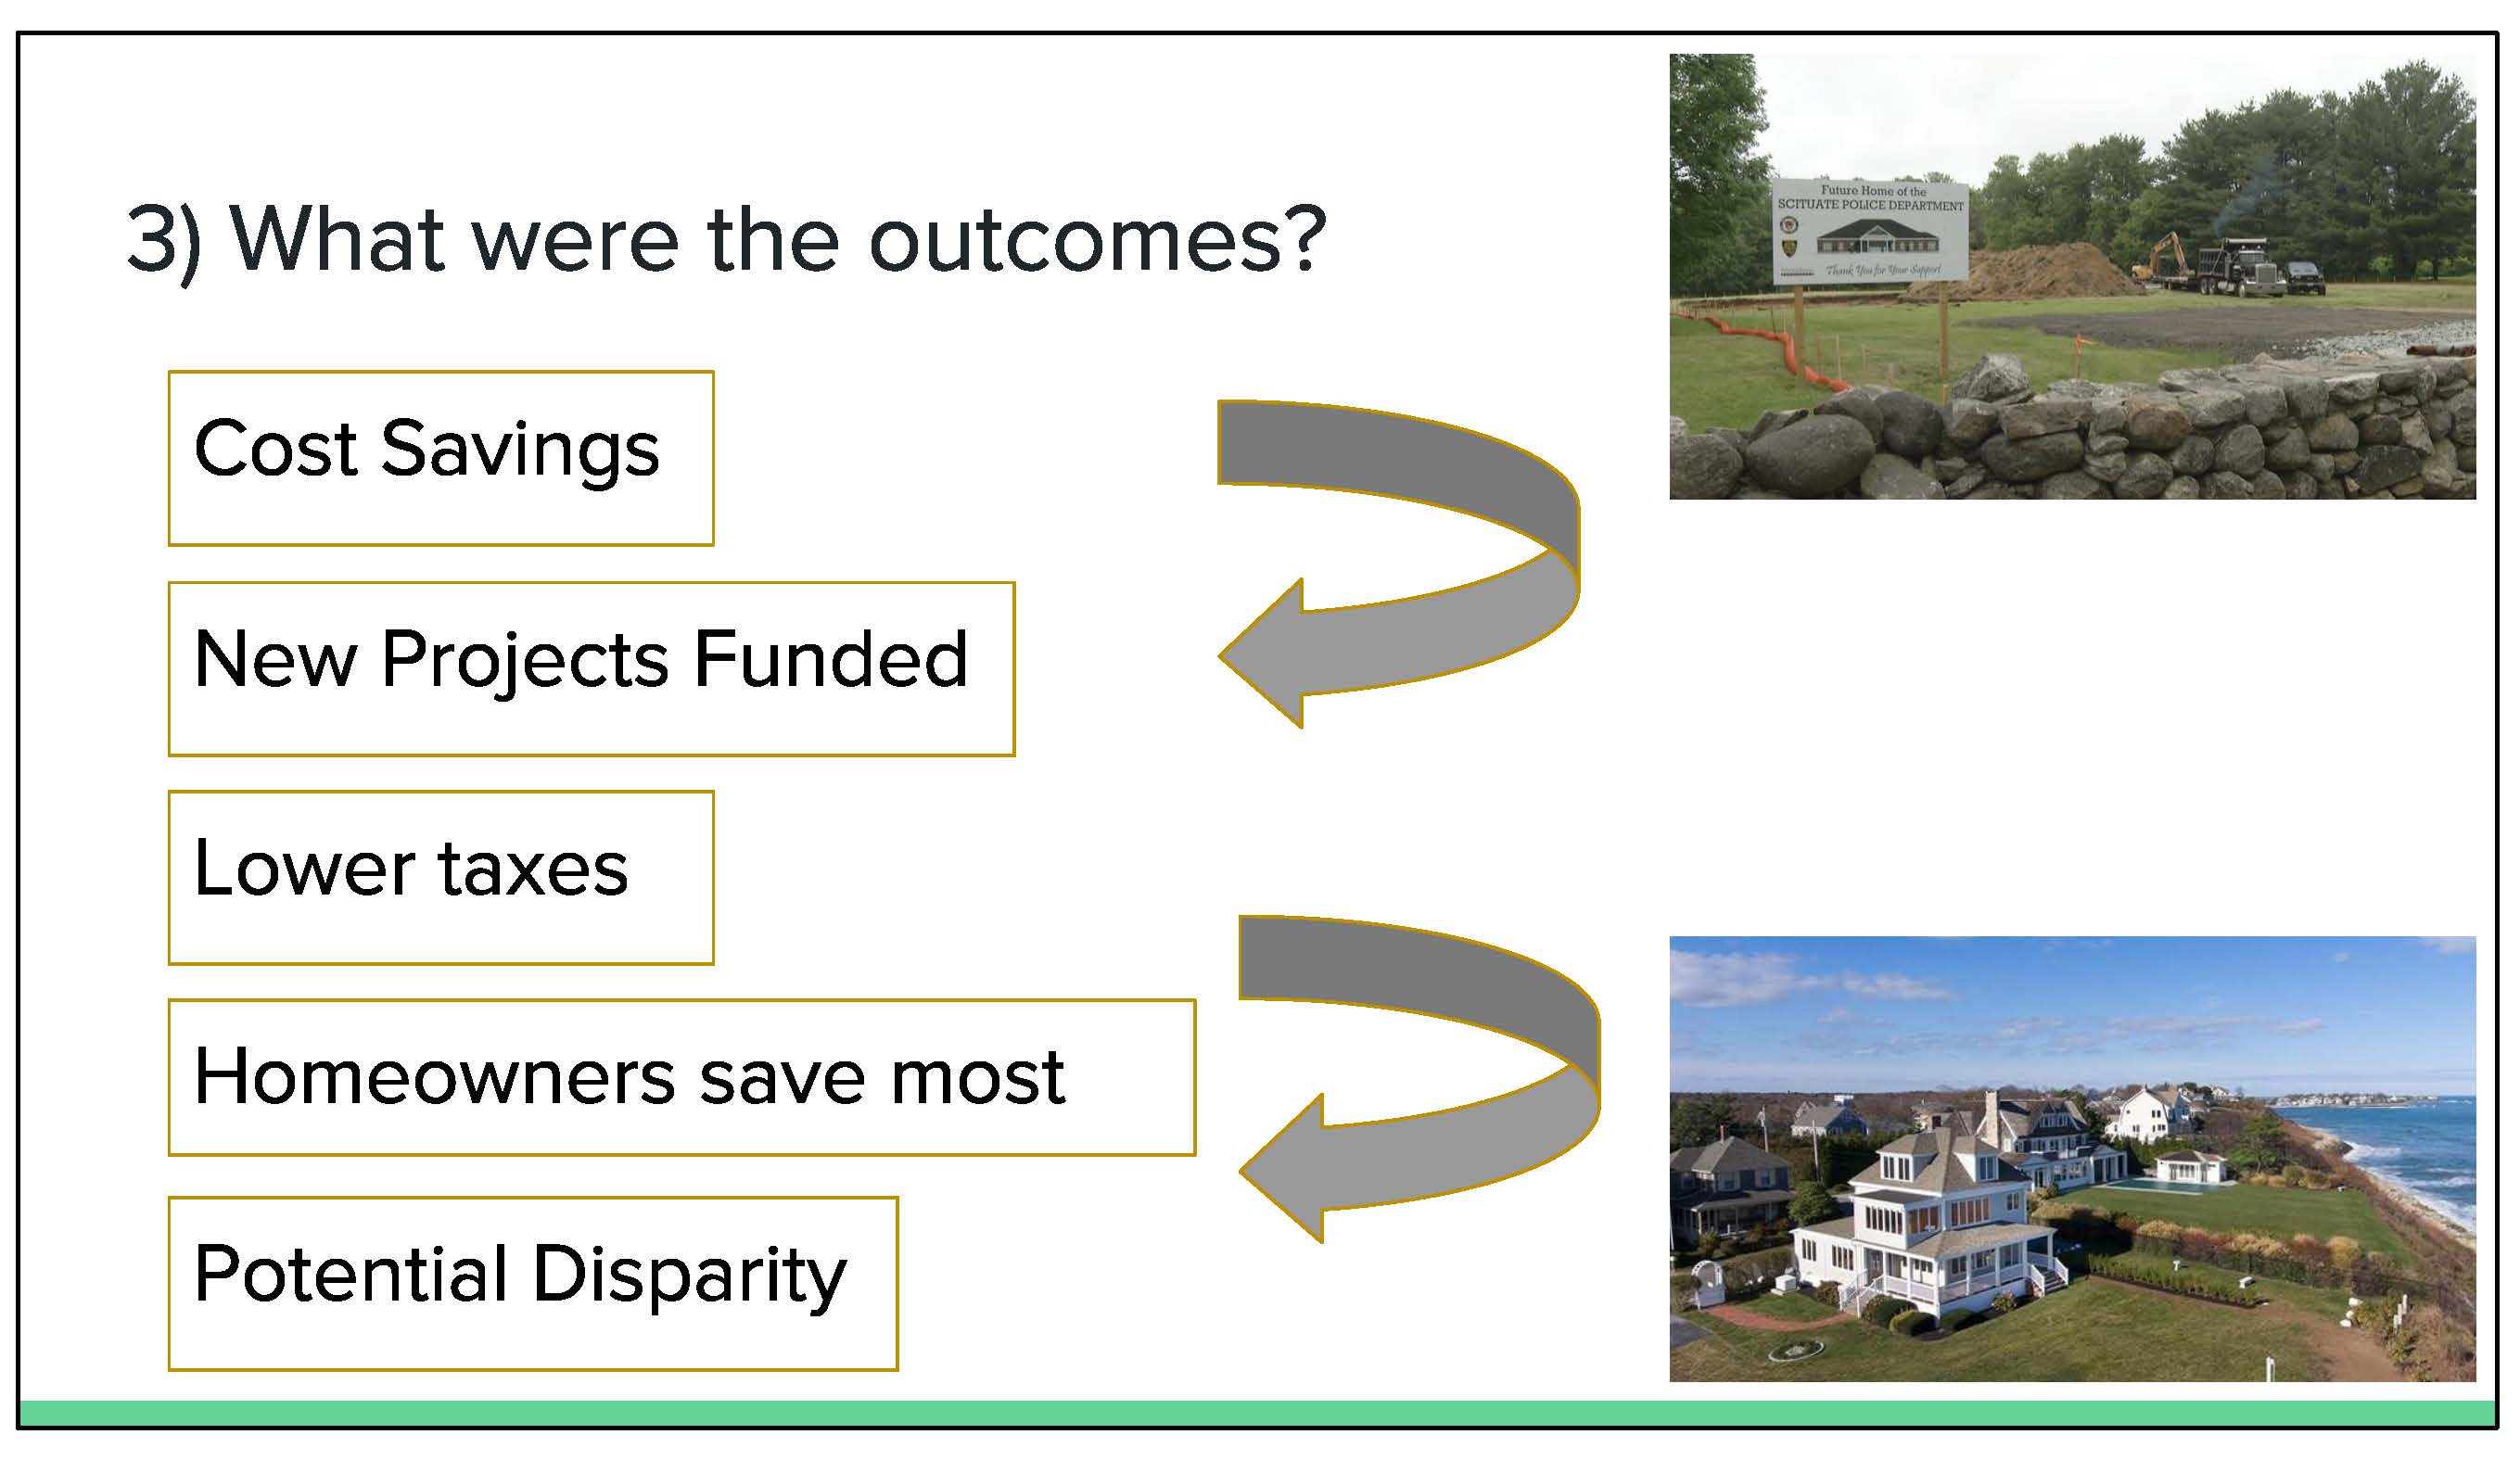 3) What were the outcomes?
Cost Savings
New Projects Funded
Lower taxes
Homeowners save most
Potential Disparity
Future Home of the
SCITUATE POLICE DEPARTMENT
Thank You for Your Support